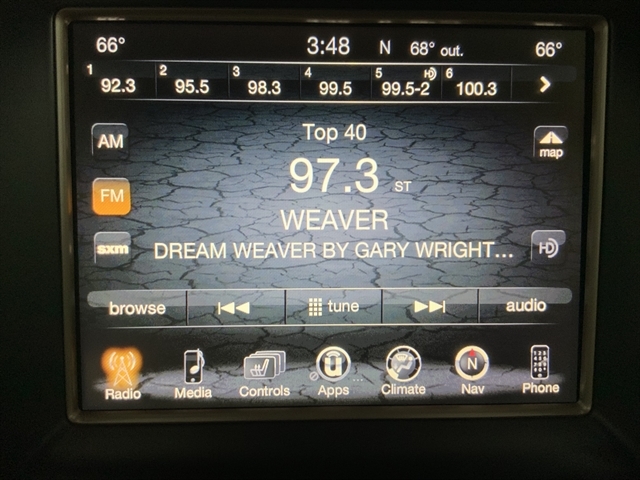 66° 3:48 N 68° out. 66°
1 92.3 2 95.5 3 98.3 4 99.5 5 99.5-2 HD 6 100.3
Top 40
AM
map
97.3 ST
FM
WEAVER
sxm
DREAM WEAVER BY GARY WRIGHT...
HD
browse tune audio
Radio Media Controls Apps ... Climate N Nav Phone